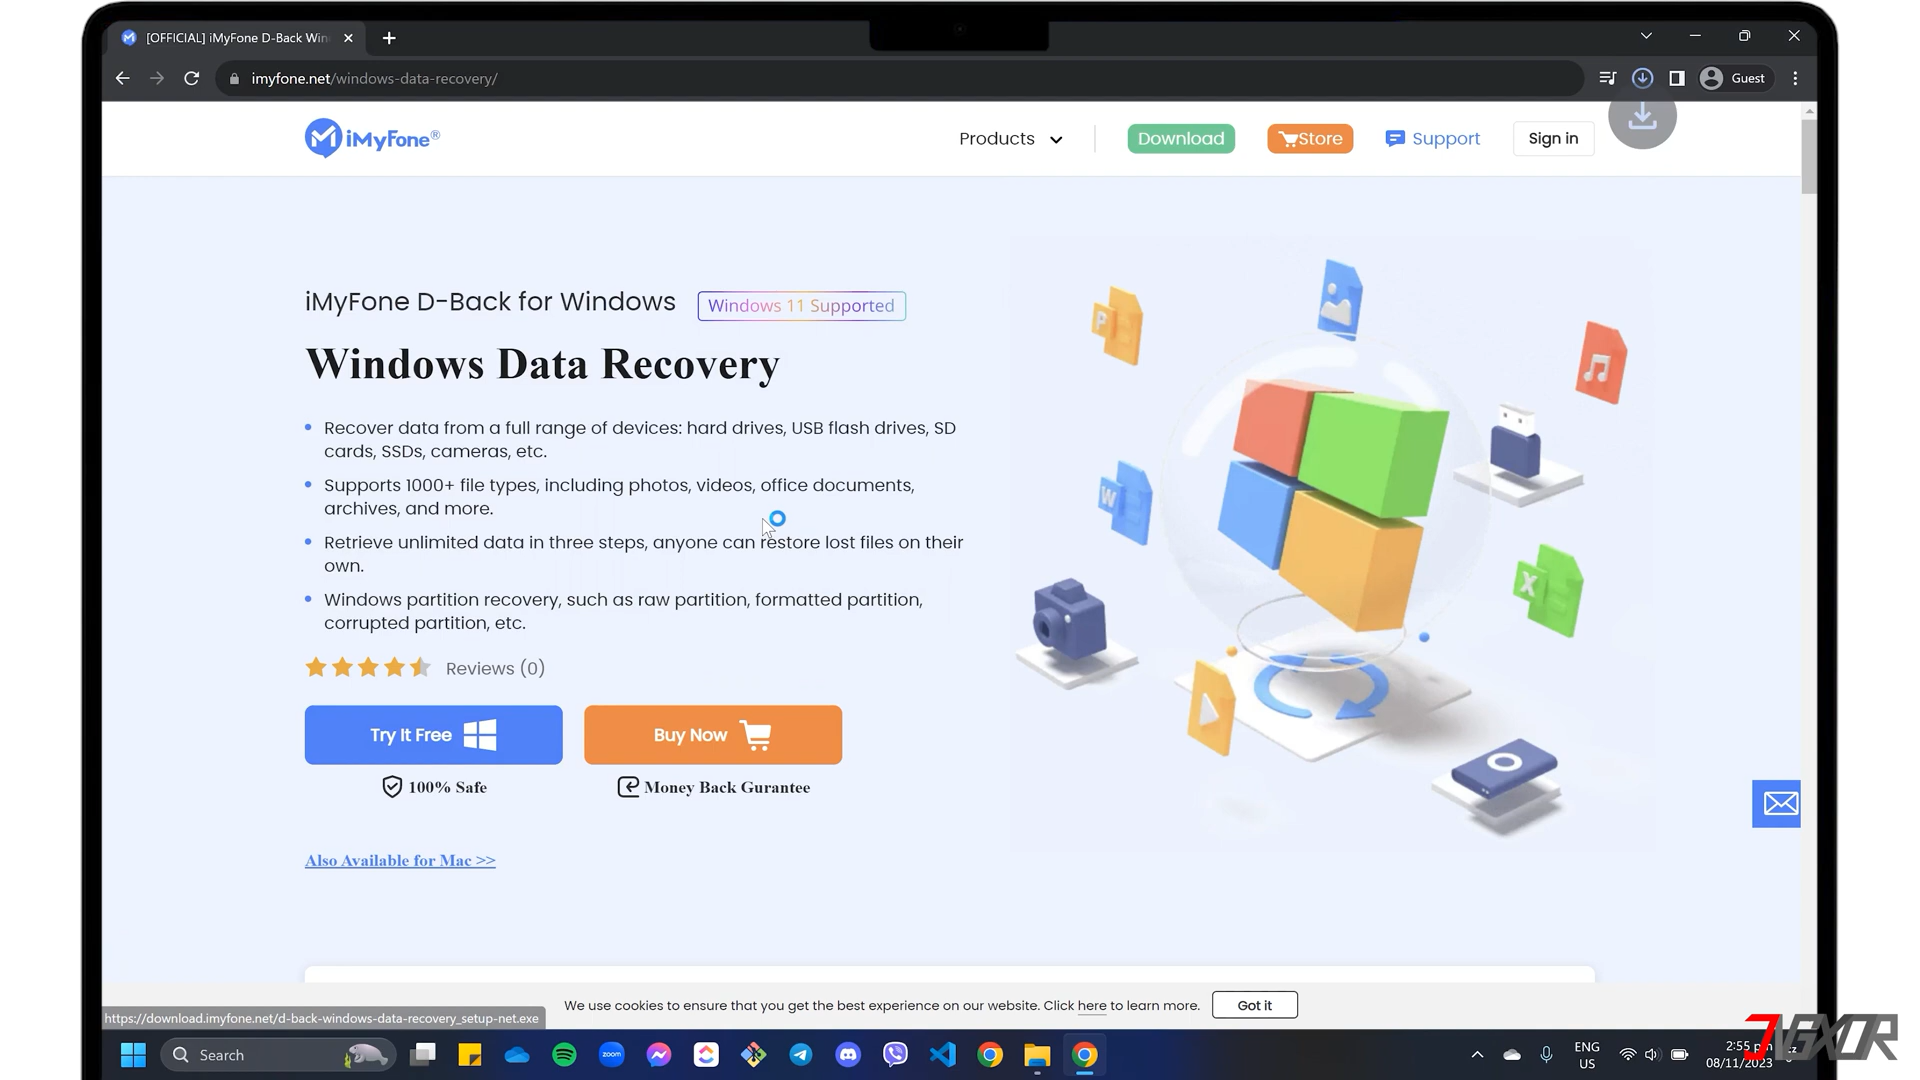 [OFFICIAL] iMyFone D-Back Win
imyfone.net/windows-data-recovery/
Guest
iMyFone®
Products
Download
Store
Support
Sign in
iMyFone D-Back for Windows
Windows 11 Supported
Windows Data Recovery
Recover data from a full range of devices: hard drives, USB flash drives, SD
cards, SSDs, cameras, etc.
Supports 1000+ file types, including photos, videos, office documents,
archives, and more.
Retrieve unlimited data in three steps, anyone can restore lost files on their
own.
Windows partition recovery, such as raw partition, formatted partition,
corrupted partition, etc.
Reviews (0)
Try It Free
Buy Now
100% Safe
Money Back Gurantee
Also Available for Mac >>
P
W
X
We use cookies to ensure that you get the best experience on our website. Click here to learn more.
Got it
https://download.imyfone.net/d-back-windows-data-recovery_setup-net.exe
Search
zoom
ENG
US
2:55
08/11/2023
JVGXOR